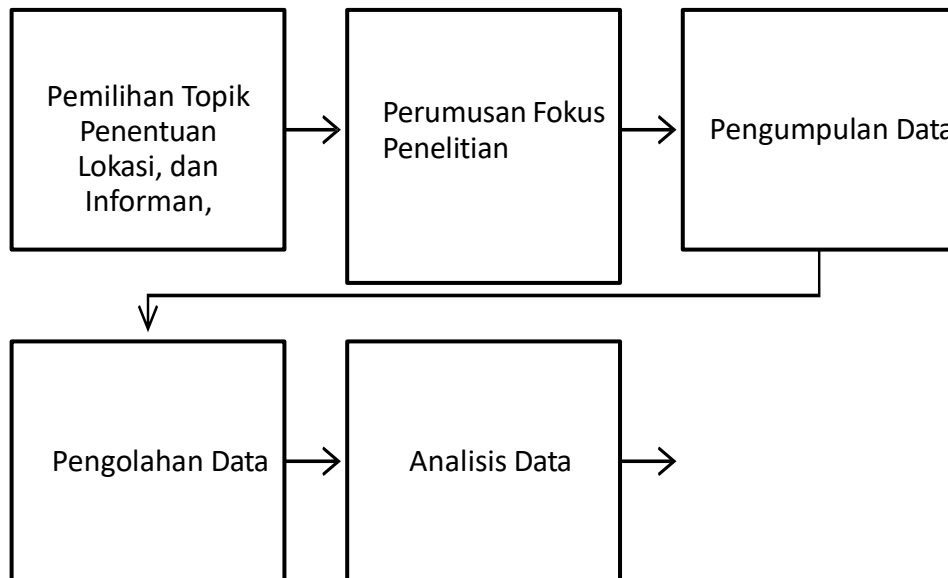 Pemilihan Topik
Penentuan
Lokasi, dan
Informan,
Perumusan Fokus
Penelitian
Pengumpulan Data
Pengolahan Data
Analisis Data